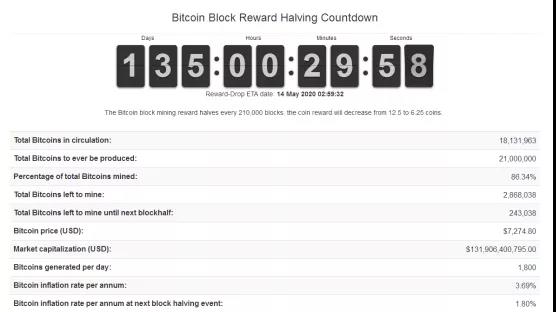 Bitcoin Block Reward Halving Countdown
Days Hours Minutes Seconds
135:00:29:58
Reward-Drop ETA date: 14 May 2020 02:59:32
The Bitcoin block mining reward halves every 210,000 blocks, the coin reward will decrease from 12.5 to 6.25 coins.
Total Bitcoins in circulation: 18,131,963
Total Bitcoins to ever be produced: 21,000,000
Percentage of total Bitcoins mined: 86.34%
Total Bitcoins left to mine: 2,868,038
Total Bitcoins left to mine until next blockhalf: 243,038
Bitcoin price (USD): $7,274.80
Market capitalization (USD): $131,906,400,795.00
Bitcoins generated per day: 1,800
Bitcoin inflation rate per annum: 3.69%
Bitcoin inflation rate per annum at next block halving event: 1.80%